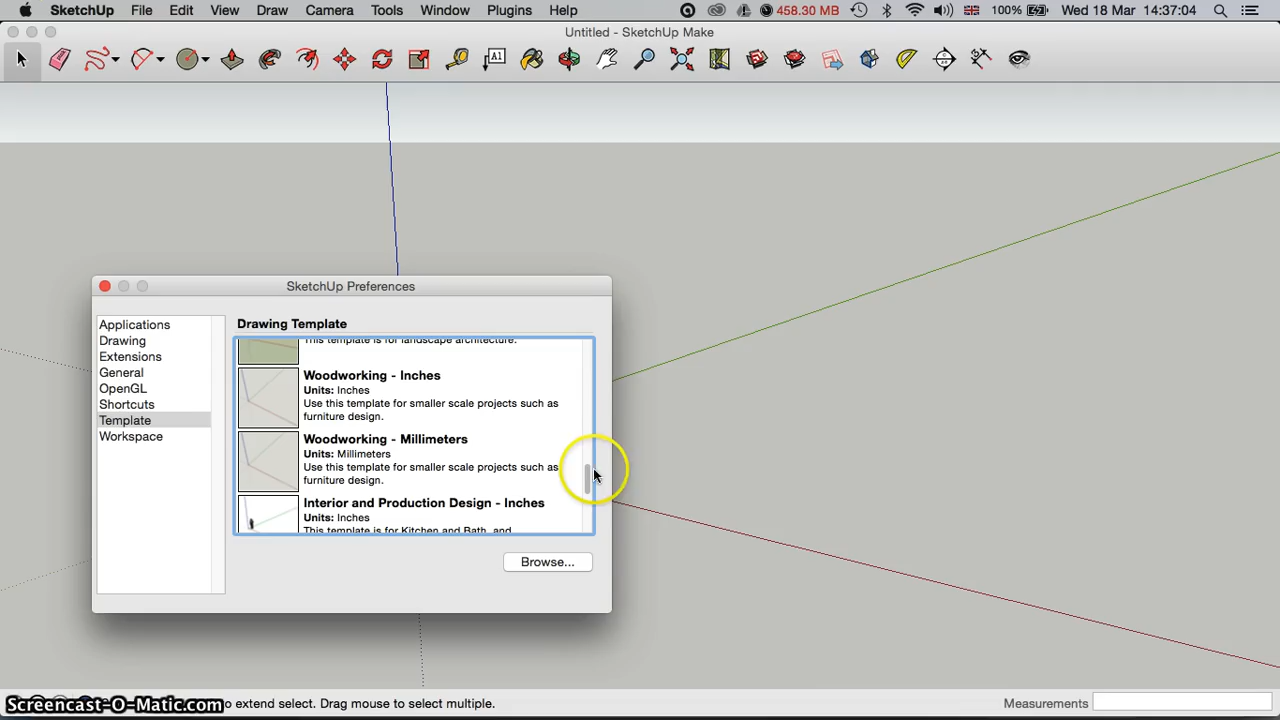 SketchUp File Edit View Draw Camera Tools Window Plugins Help 458.30 MB 100% Wed 18 Mar 14:37:04
Untitled - SketchUp Make
A1
SketchUp Preferences
Applications
Drawing
Extensions
General
OpenGL
Shortcuts
Template
Workspace
Drawing Template
This template is for landscape architecture.
Woodworking - Inches
Units: Inches
Use this template for smaller scale projects such as
furniture design.
Woodworking - Millimeters
Units: Millimeters
Use this template for smaller scale projects such as
furniture design.
Interior and Production Design - Inches
Units: Inches
This template is for Kitchen and Bath, and
Browse...
Screencast-O-Matic.com
to extend select. Drag mouse to select multiple.
Measurements